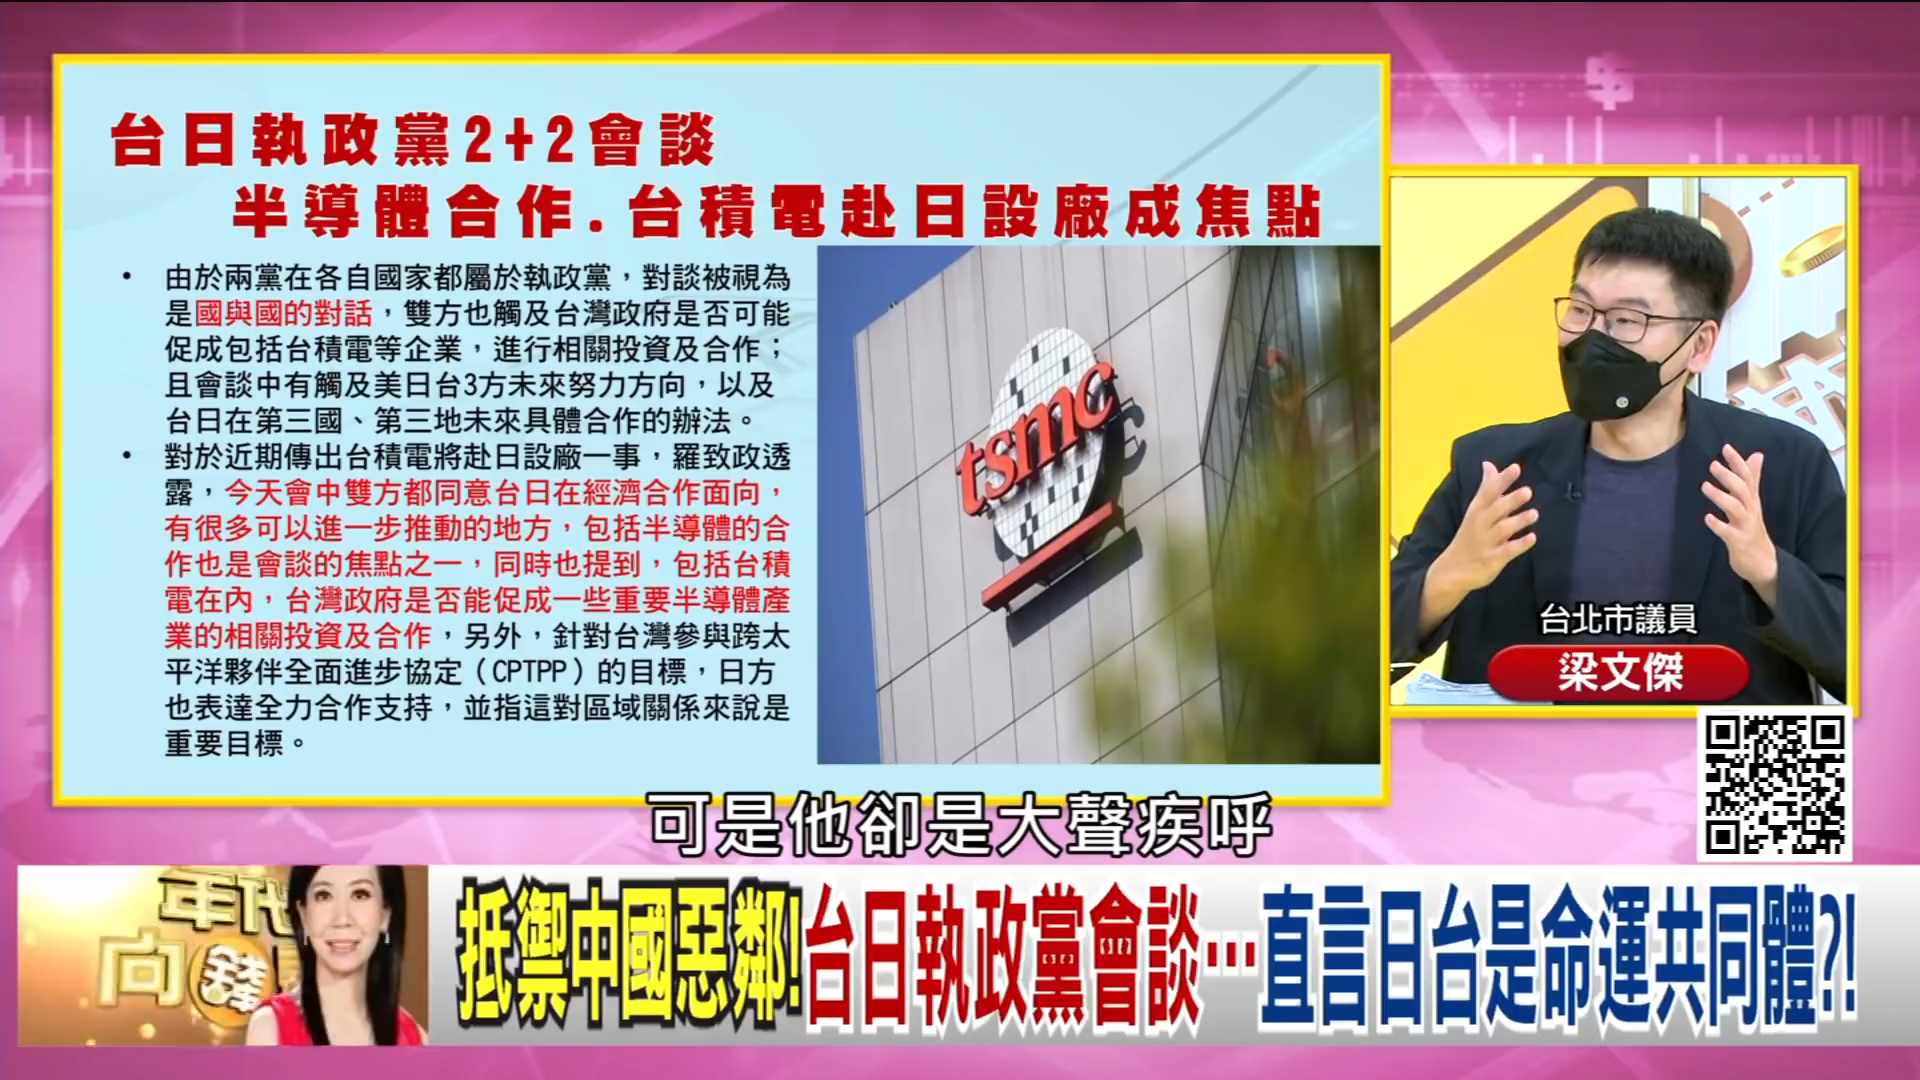 台日執政黨2+2會談
半導體合作.台積電赴日設廠成焦點
• 由於兩黨在各自國家都屬於執政黨，對談被視為
是國與國的對話，雙方也觸及台灣政府是否可能
促成包括台積電等企業，進行相關投資及合作；
且會談中有觸及美日台3方未來努力方向，以及
台日在第三國、第三地未來具體合作的辦法。
• 對於近期傳出台積電將赴日設廠一事，羅致政透
露，今天會中雙方都同意台日在經濟合作面向，
有很多可以進一步推動的地方，包括半導體的合
作也是會談的焦點之一，同時也提到，包括台積
電在內，台灣政府是否能促成一些重要半導體產
業的相關投資及合作，另外，針對台灣參與跨太
平洋夥伴全面進步協定（CPTPP）的目標，日方
也表達全力合作支持，並指這對區域關係來說是
重要目標。
tsmc
台北市議員
梁文傑
可是他卻是大聲疾呼
年代
向錢
抵禦中國惡鄰!台日執政黨會談…直言日台是命運共同體?!